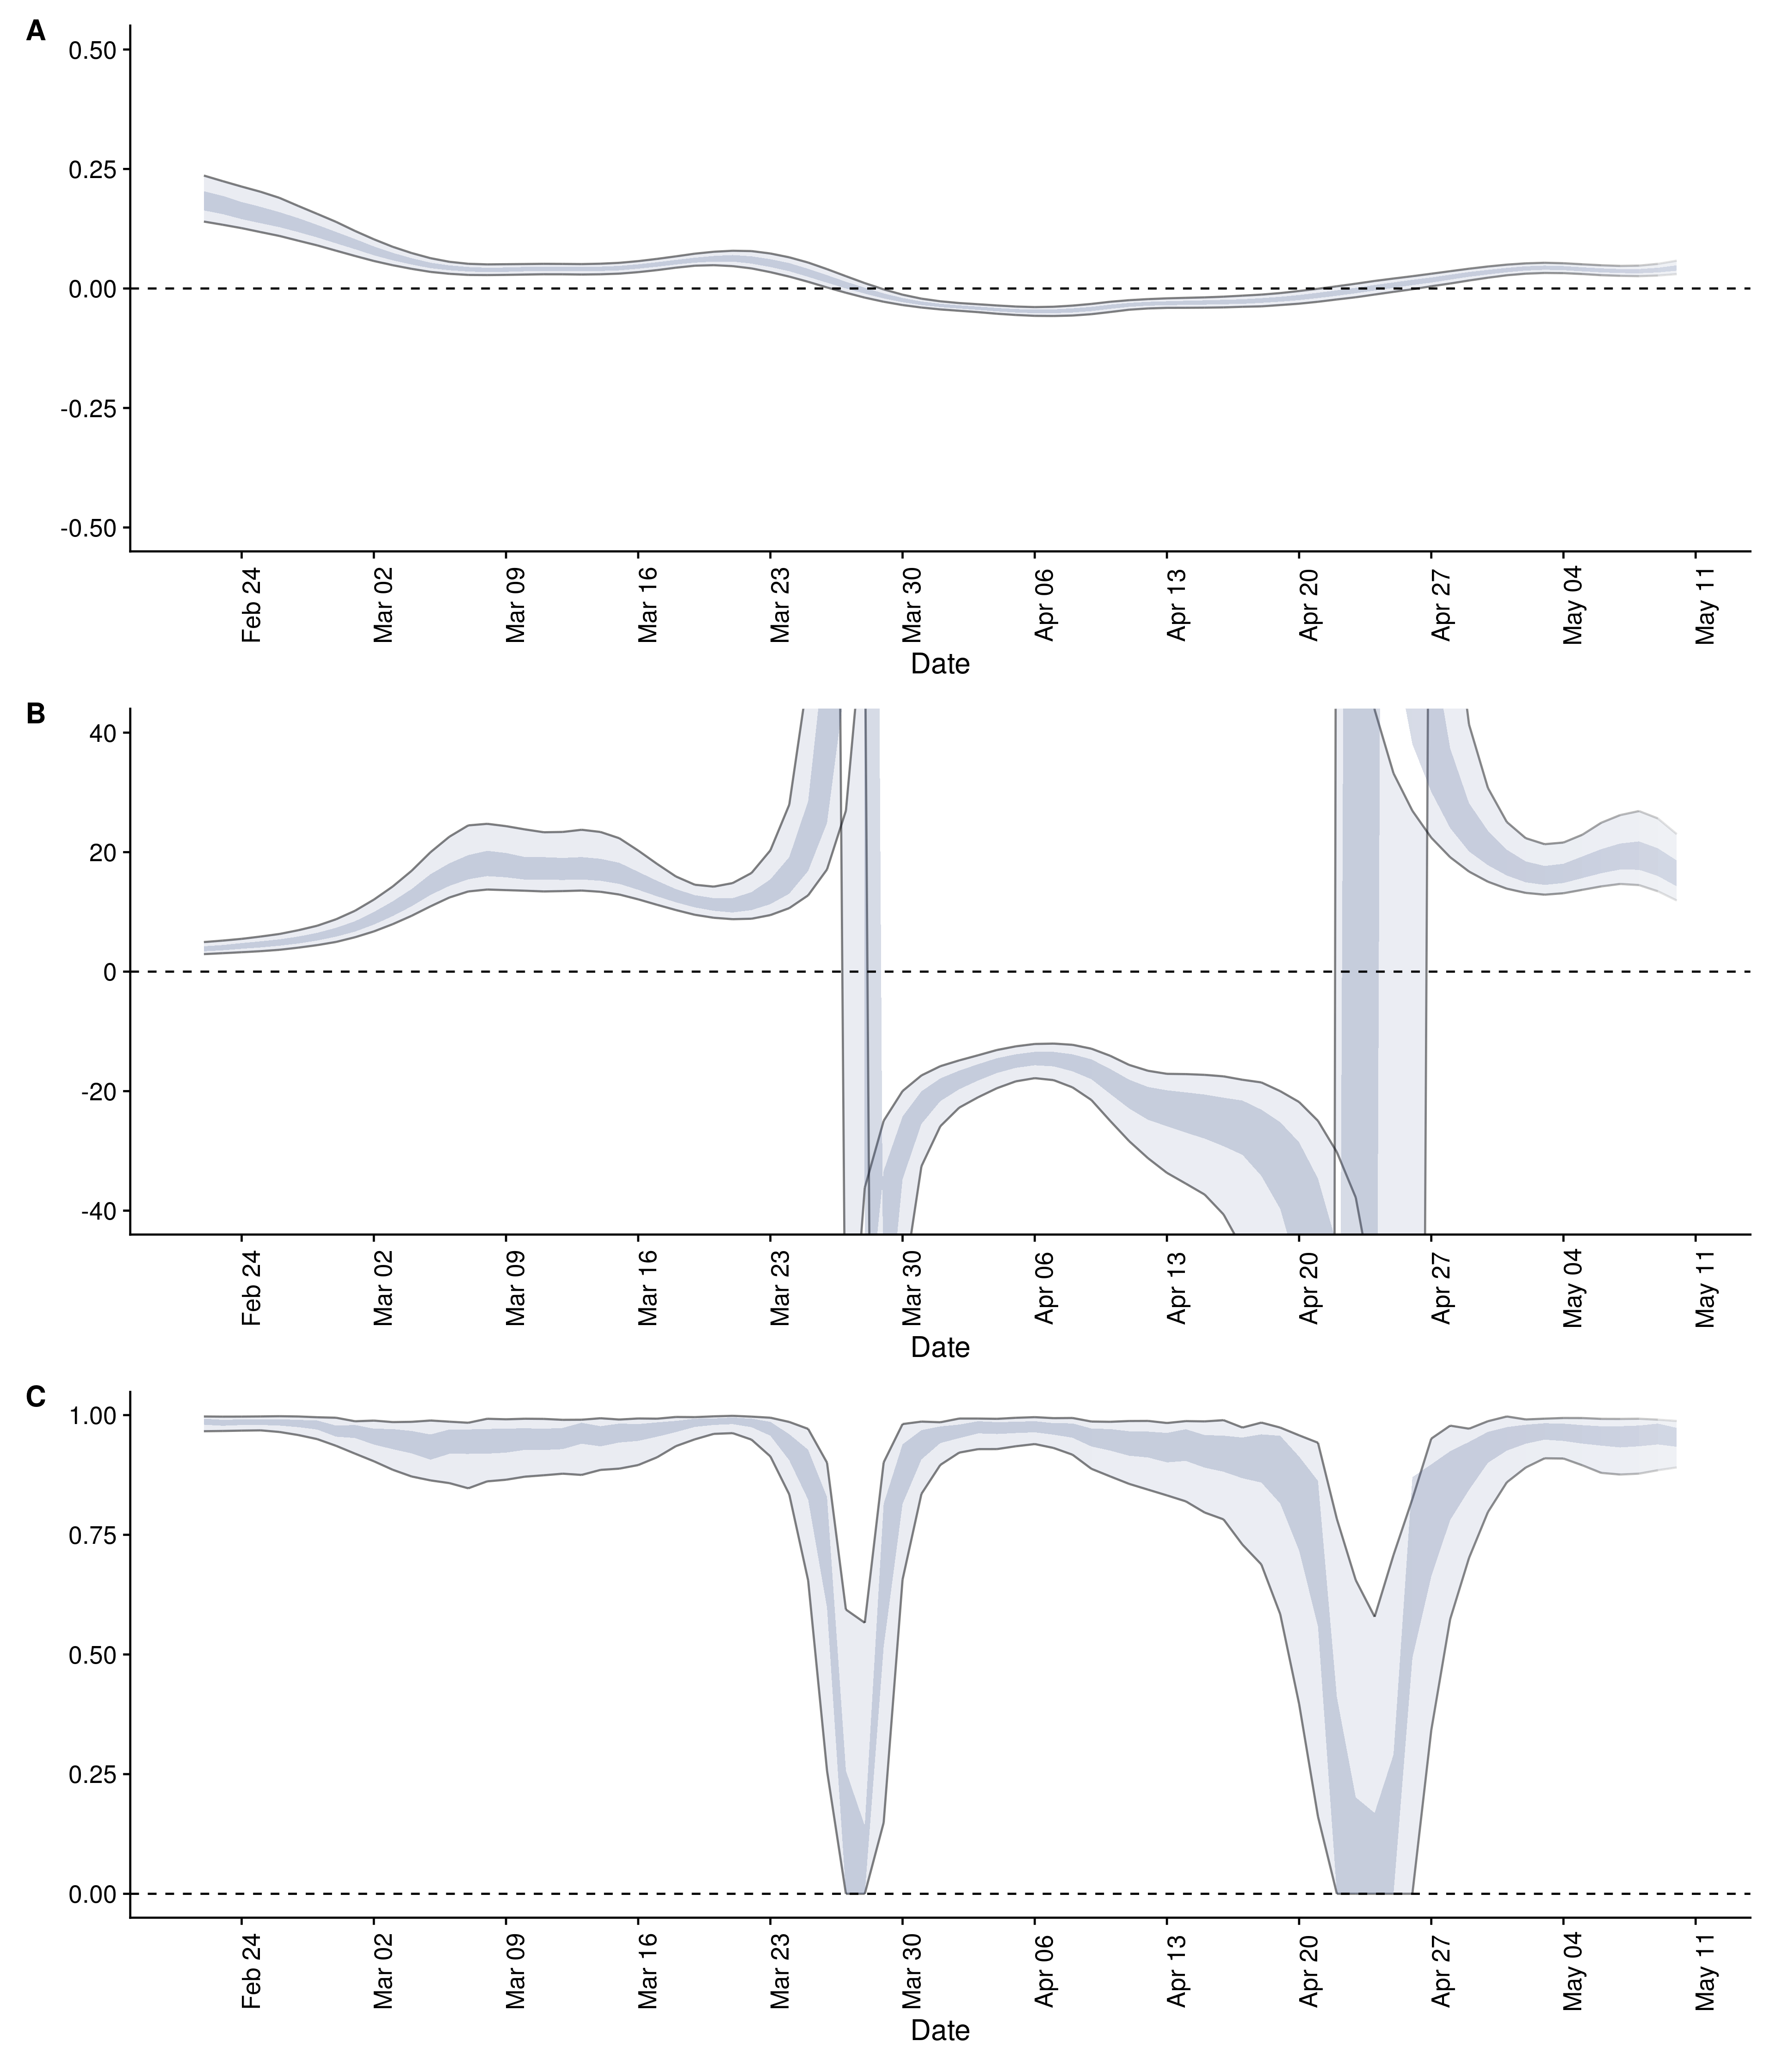 A
0.50
0.25
0.00
-0.25
-0.50
Feb 24
Mar 02
Mar 09
Mar 16
Mar 23
Mar 30
Apr 06
Apr 13
Apr 20
Apr 27
May 04
May 11
Date
B
40
20
0
-20
-40
Feb 24
Mar 02
Mar 09
Mar 16
Mar 23
Mar 30
Apr 06
Apr 13
Apr 20
Apr 27
May 04
May 11
Date
C
1.00
0.75
0.50
0.25
0.00
Feb 24
Mar 02
Mar 09
Mar 16
Mar 23
Mar 30
Apr 06
Apr 13
Apr 20
Apr 27
May 04
May 11
Date